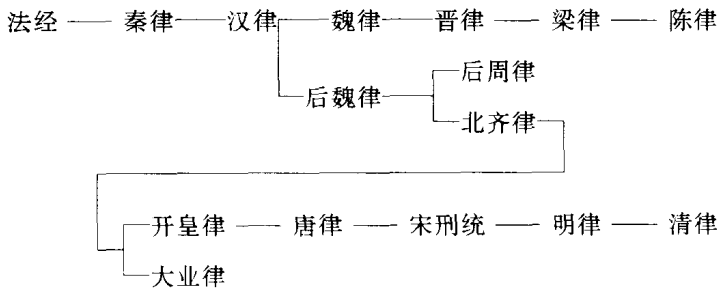 法经 秦律 汉律 魏律 晋律 梁律 陈律
后周律
后魏律
北齐律
开皇律 唐律 宋刑统 明律 清律
大业律